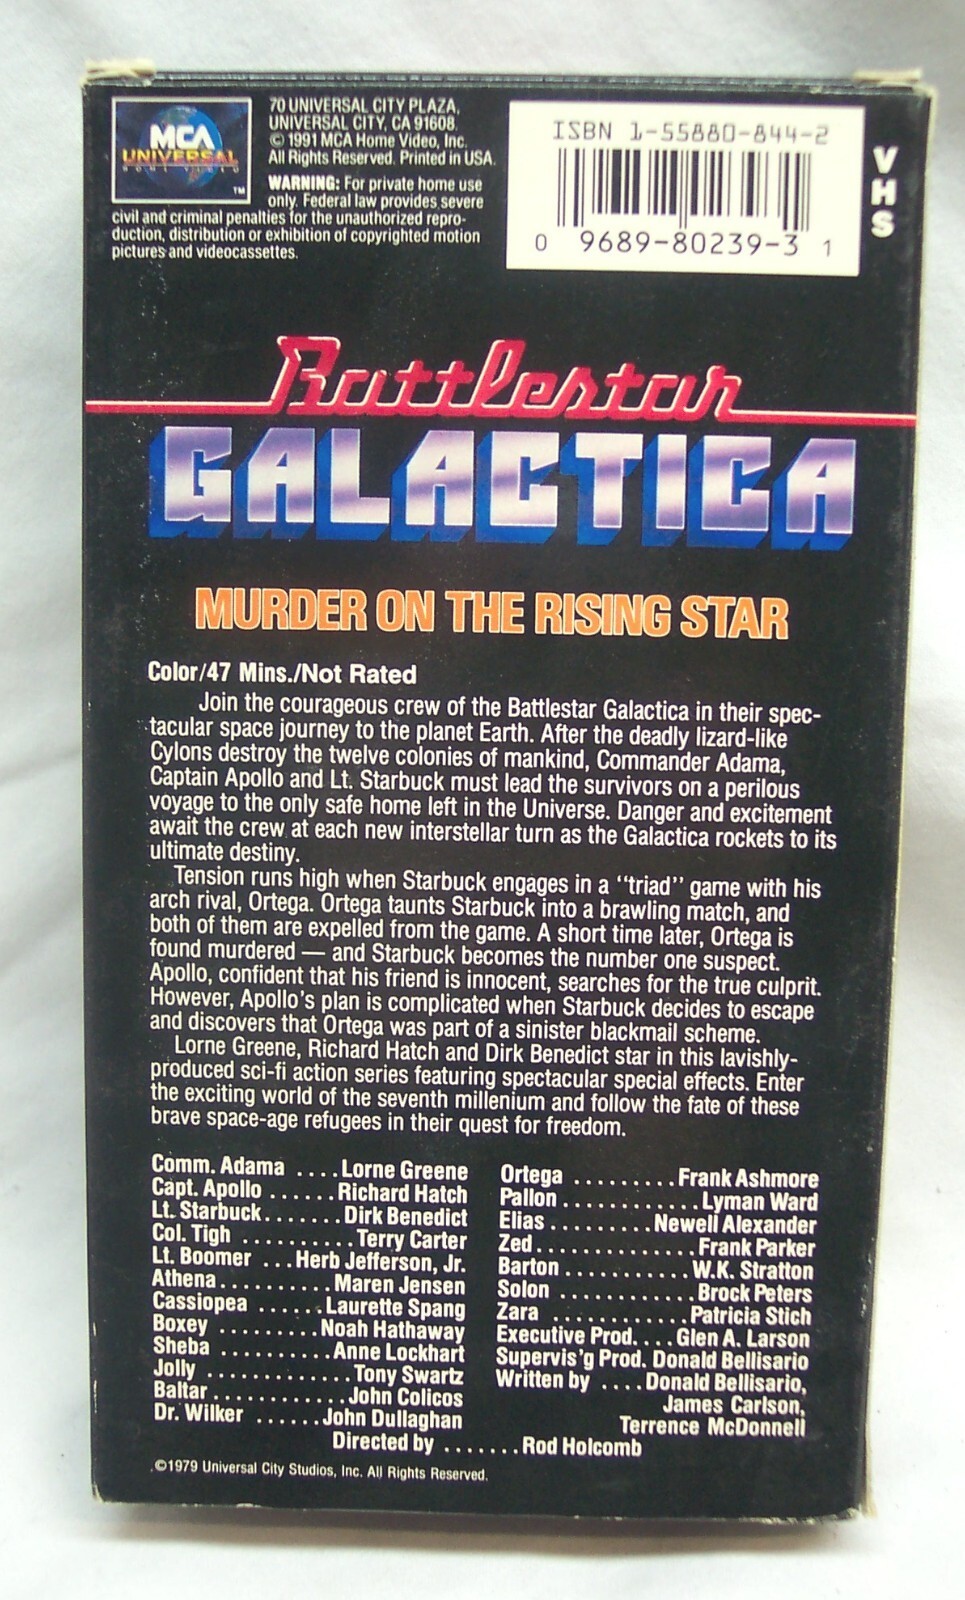 MCA
UNIVERSAL
HOME VIDEO
TM
70 UNIVERSAL CITY PLAZA,
UNIVERSAL CITY, CA 91608.
© 1991 MCA Home Video, Inc.
All Rights Reserved. Printed in USA.
WARNING: For private home use
only. Federal law provides severe
civil and criminal penalties for the unauthorized repro-
duction, distribution or exhibition of copyrighted motion
pictures and videocassettes.
ISBN 1-55880-844-2
0 9689-80239-3 1
VHS
Battlestar
GALACTICA
MURDER ON THE RISING STAR
Color/47 Mins./Not Rated
Join the courageous crew of the Battlestar Galactica in their spec-
tacular space journey to the planet Earth. After the deadly lizard-like
Cylons destroy the twelve colonies of mankind, Commander Adama,
Captain Apollo and Lt. Starbuck must lead the survivors on a perilous
voyage to the only safe home left in the Universe. Danger and excitement
await the crew at each new interstellar turn as the Galactica rockets to its
ultimate destiny.
Tension runs high when Starbuck engages in a "triad" game with his
arch rival, Ortega. Ortega taunts Starbuck into a brawling match, and
both of them are expelled from the game. A short time later, Ortega is
found murdered — and Starbuck becomes the number one suspect.
Apollo, confident that his friend is innocent, searches for the true culprit.
However, Apollo's plan is complicated when Starbuck decides to escape
and discovers that Ortega was part of a sinister blackmail scheme.
Lorne Greene, Richard Hatch and Dirk Benedict star in this lavishly-
produced sci-fi action series featuring spectacular special effects. Enter
the exciting world of the seventh millenium and follow the fate of these
brave space-age refugees in their quest for freedom.
Comm. Adama ....Lorne Greene
Capt. Apollo ......Richard Hatch
Lt. Starbuck.......Dirk Benedict
Col. Tigh ..........Terry Carter
Lt. Boomer ...Herb Jefferson, Jr.
Athena..........Maren Jensen
Cassiopea ......Laurette Spang
Boxey .........Noah Hathaway
Sheba ..........Anne Lockhart
Jolly .............Tony Swartz
Baltar............John Colicos
Dr. Wilker ......John Dullaghan
Ortega .........Frank Ashmore
Pallon.............Lyman Ward
Elias.........Newell Alexander
Zed...............Frank Parker
Barton...........W.K. Stratton
Solon ............Brock Peters
Zara ............Patricia Stich
Executive Prod....Glen A. Larson
Supervis'g Prod. Donald Bellisario
Written by ....Donald Bellisario,
James Carlson,
Terrence McDonnell
Directed by .......Rod Holcomb
©1979 Universal City Studios, Inc. All Rights Reserved.